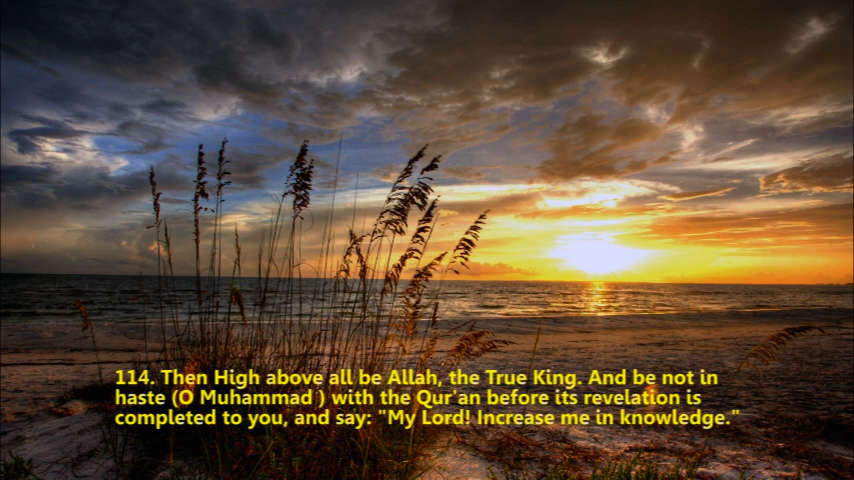 114. Then High above all be Allah, the True King. And be not in
haste (O Muhammad ) with the Qur'an before its revelation is
completed to you, and say: "My Lord! Increase me in knowledge."